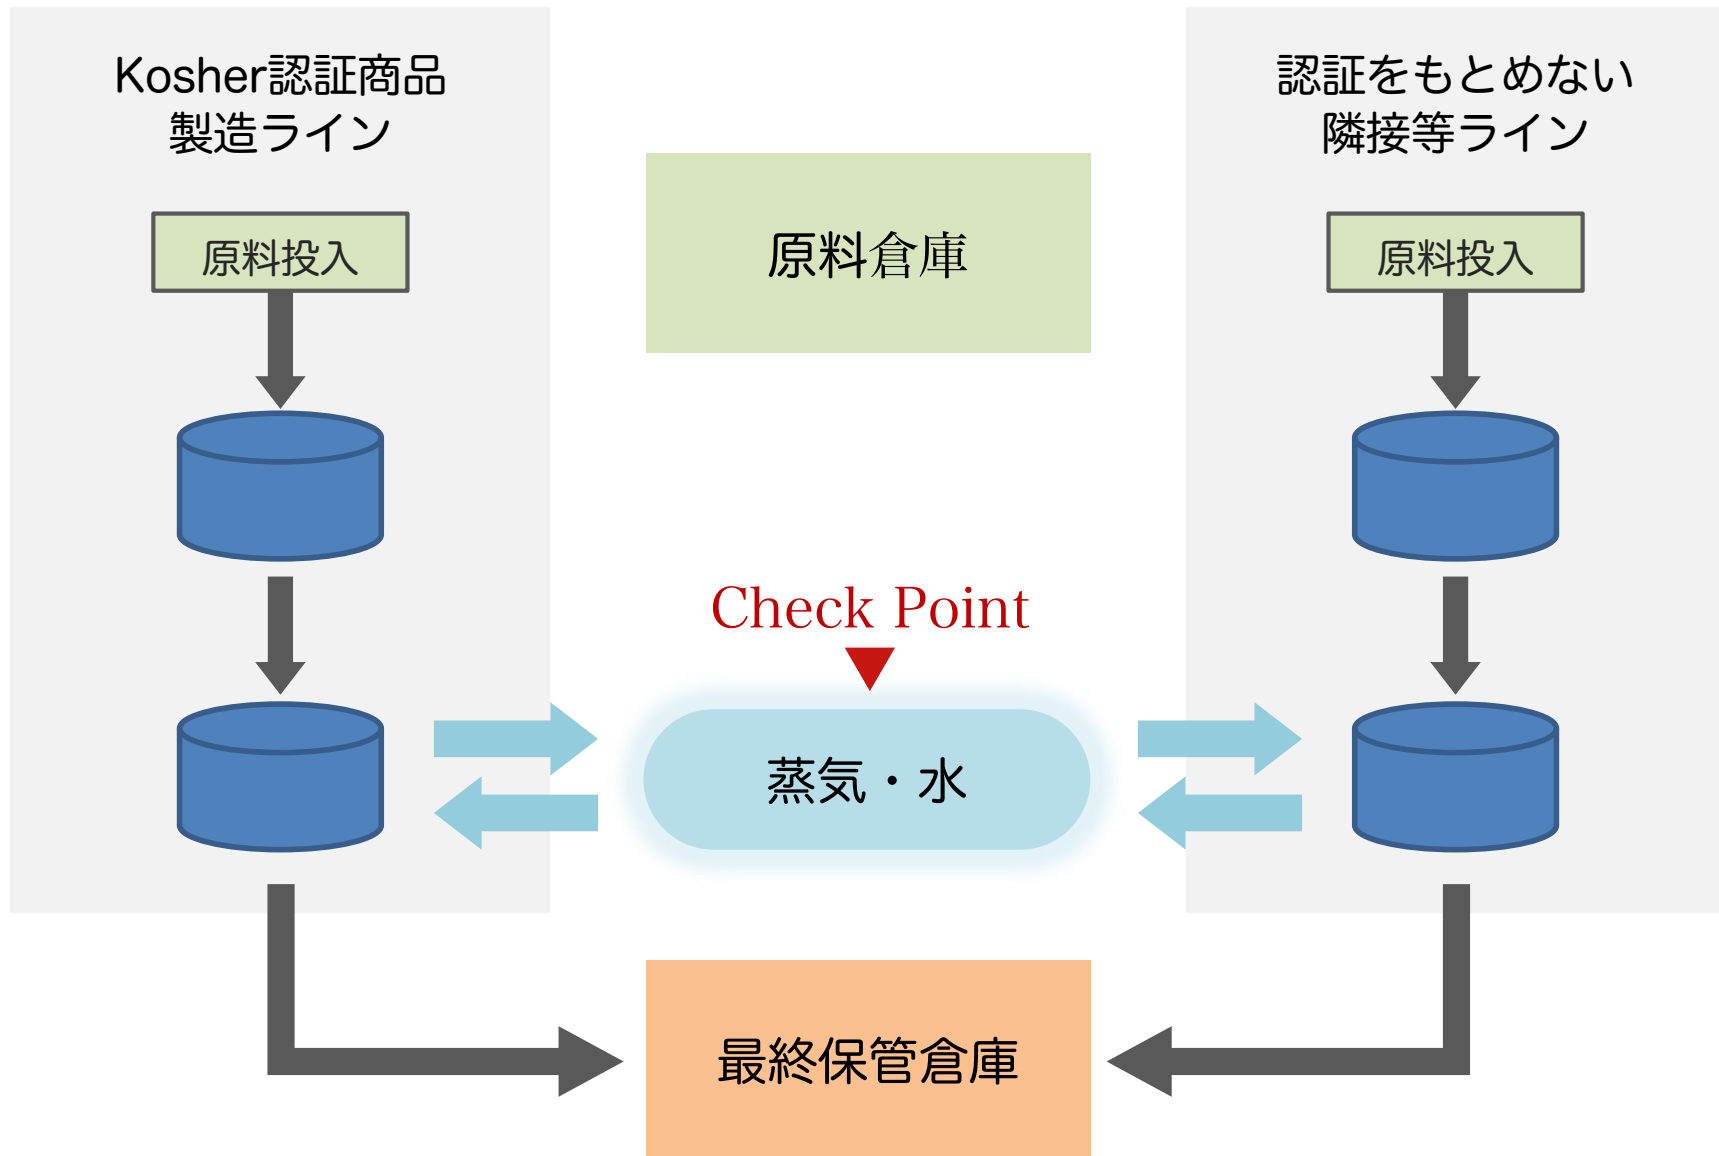 Kosher認証商品
製造ライン
認証をもとめない
隣接等ライン
原料投入
原料倉庫
原料投入
Check Point
蒸気・水
最終保管倉庫